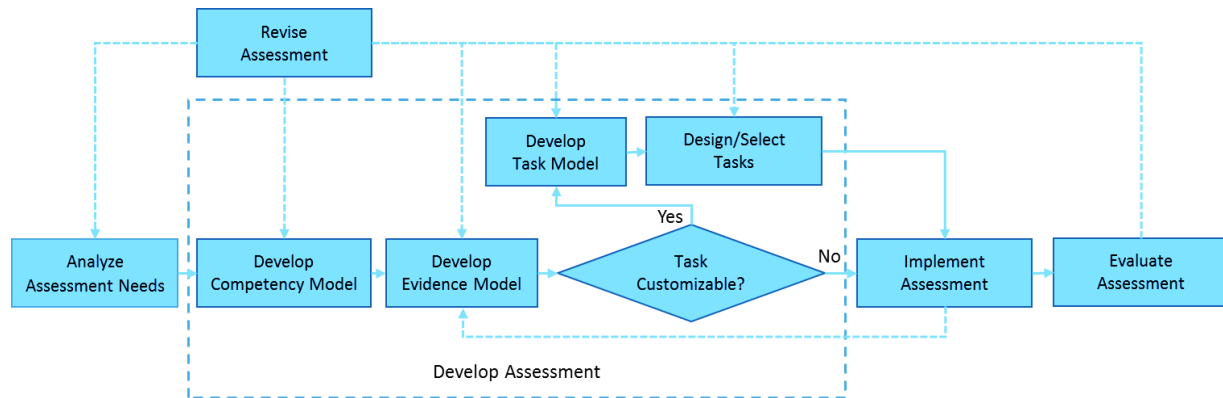 Revise
Assessment
Develop
Task Model
Design/Select
Tasks
Yes
Analyze
Assessment Needs
Develop
Competency Model
Develop
Evidence Model
Task
Customizable?
No
Implement
Assessment
Evaluate
Assessment
Develop Assessment